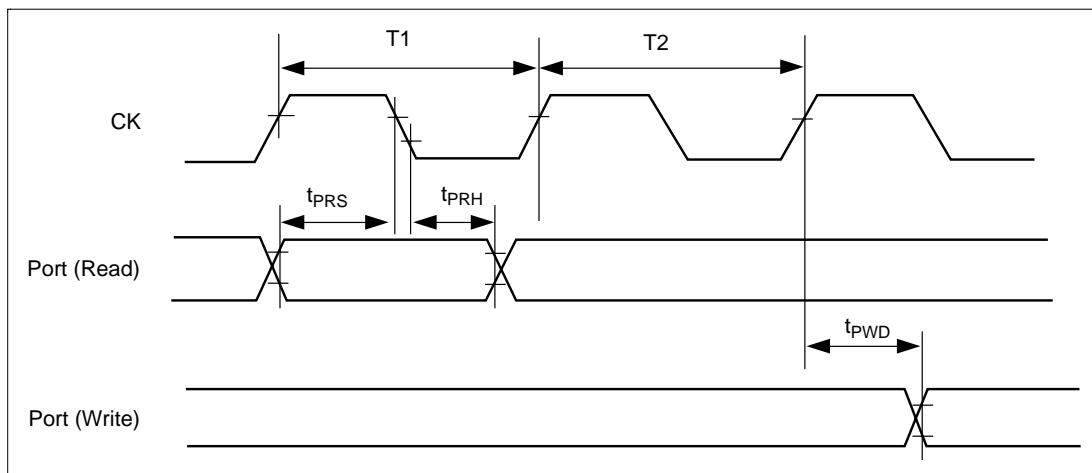 T1
T2
CK
tPRS
tPRH
Port (Read)
tPWD
Port (Write)